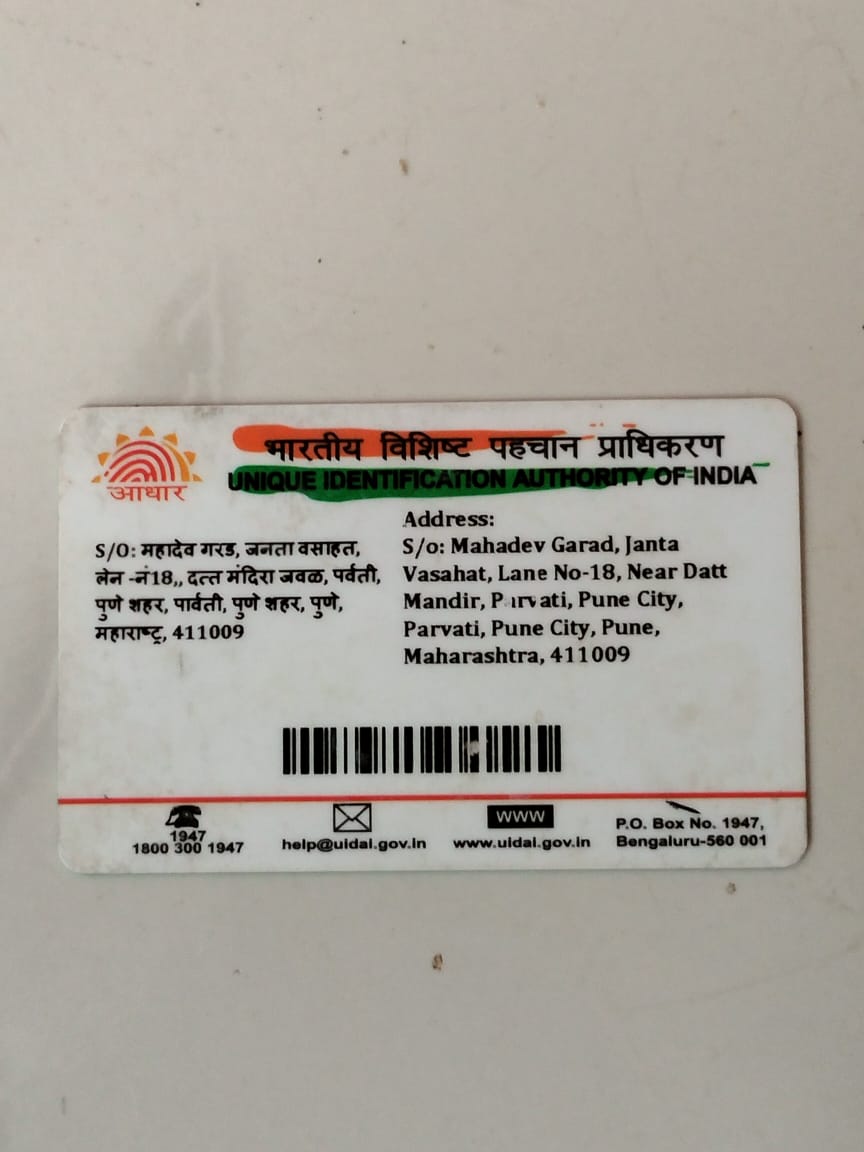 भारतीय विशिष्ट पहचान प्राधिकरण
UNIQUE IDENTIFICATION AUTHORITY OF INDIA
आधार
S/O: महादेव गरड, जनता वसाहत,
लेन -नं18,, दत्त मंदिरा जवळ, पर्वती,
पुणे शहर, पार्वती, पुणे शहर, पुणे,
महाराष्ट्र, 411009
Address:
S/o: Mahadev Garad, Janta
Vasahat, Lane No-18, Near Datt
Mandir, Parvati, Pune City,
Parvati, Pune City, Pune,
Maharashtra, 411009
1947
1800 300 1947
help@uidai.gov.in
www
www.uidai.gov.in
P.O. Box No. 1947,
Bengaluru-560 001